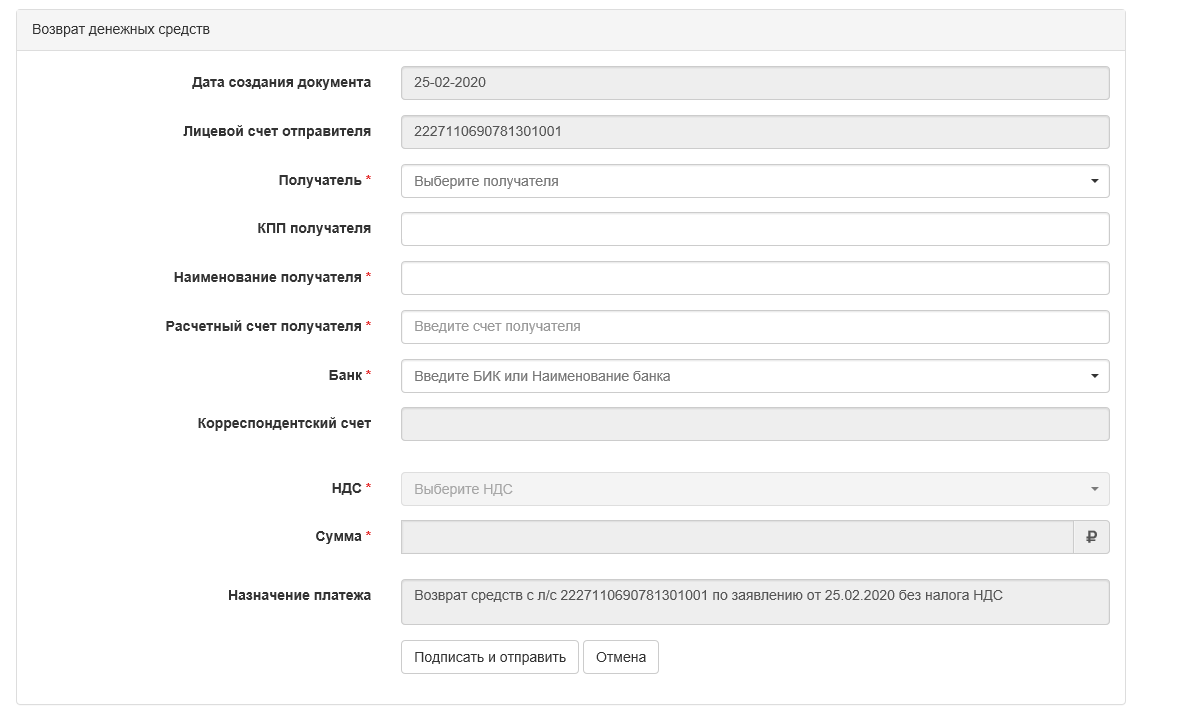 Возврат денежных средств
Дата создания документа 25-02-2020
Лицевой счет отправителя 2227110690781301001
Получатель * Выберите получателя
КПП получателя
Наименование получателя *
Расчетный счет получателя * Введите счет получателя
Банк * Введите БИК или Наименование банка
Корреспондентский счет
НДС * Выберите НДС
Сумма * ₽
Назначение платежа Возврат средств с л/с 2227110690781301001 по заявлению от 25.02.2020 без налога НДС
Подписать и отправить Отмена